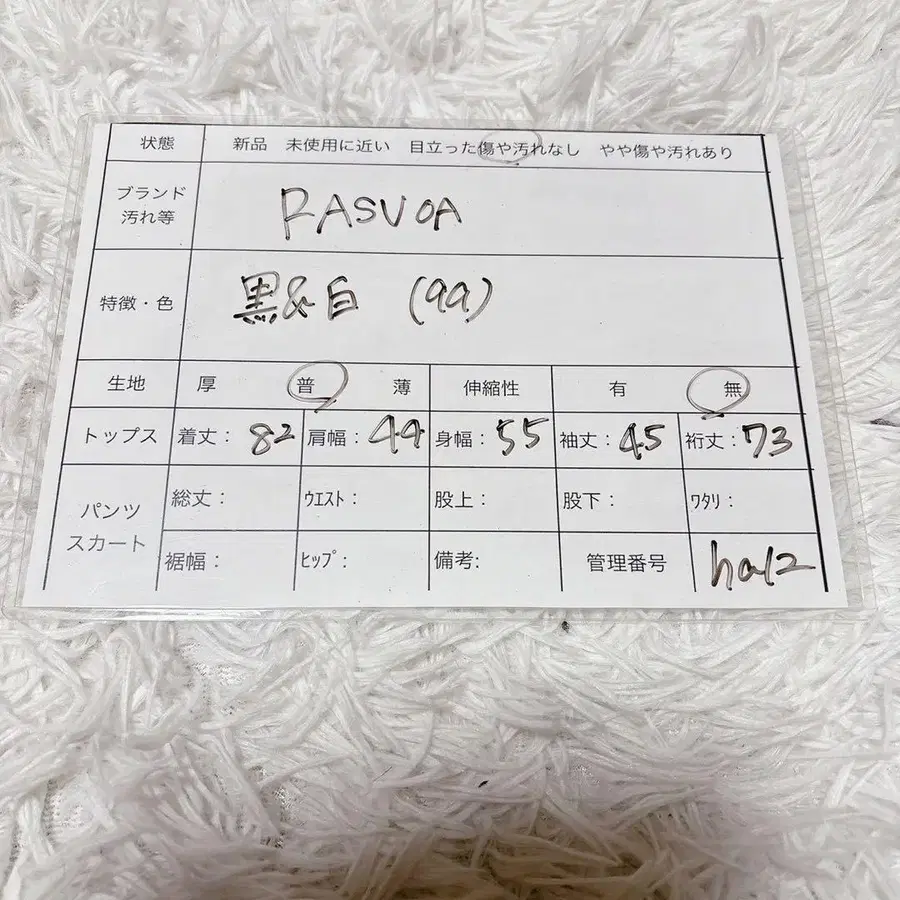 状態 新品 未使用に近い 目立った傷や汚れなし やや傷や汚れあり
ブランド
汚れ等
RASVOA
特徴・色 黒&白 (99)
生地 厚 普 薄 伸縮性 有 無
トップス 着丈: 82 肩幅: 44 身幅: 55 袖丈: 45 裄丈: 73
パンツ
スカート
総丈: ウエスト: 股上: 股下: ワタリ:
裾幅: ヒップ: 備考: 管理番号 ha12